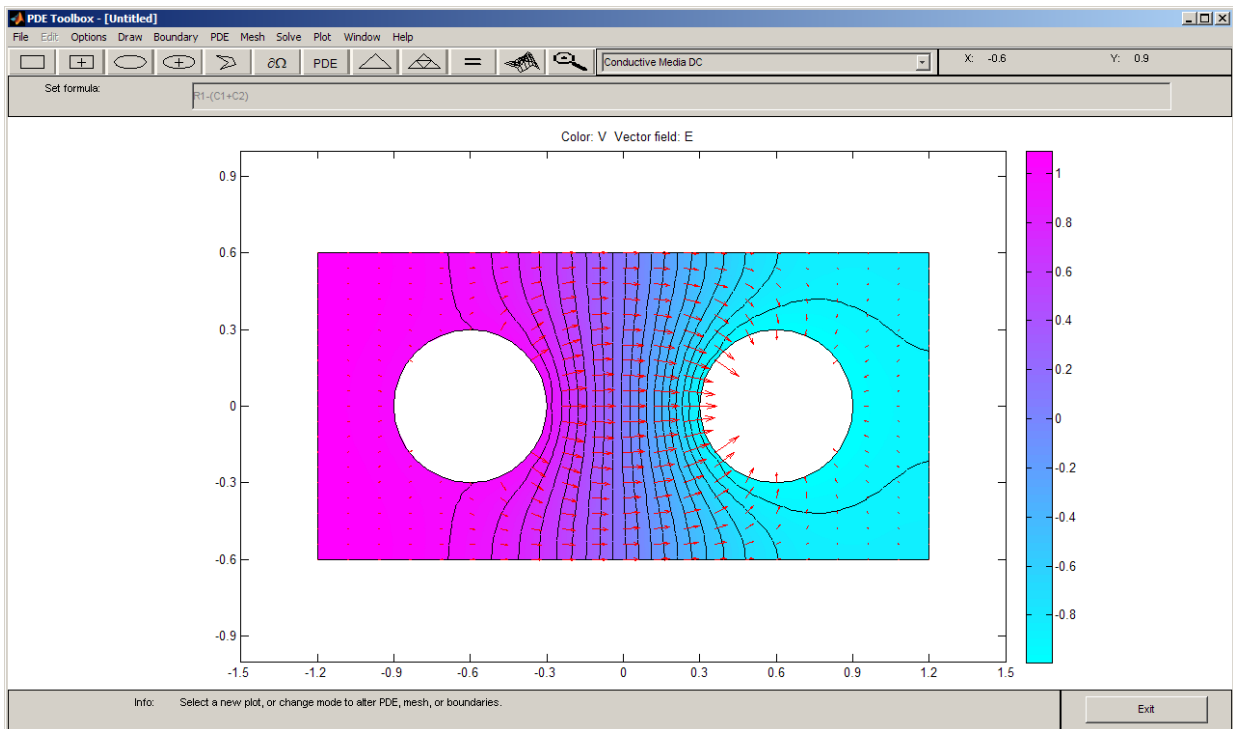 PDE Toolbox - [Untitled]
File Edit Options Draw Boundary PDE Mesh Solve Plot Window Help
∂Ω PDE = Conductive Media DC X: -0.6 Y: 0.9
Set formula: R1-(C1+C2)
Color: V Vector field: E
0.9
0.6
0.3
0
-0.3
-0.6
-0.9
-1.5 -1.2 -0.9 -0.6 -0.3 0 0.3 0.6 0.9 1.2 1.5
1
0.8
0.6
0.4
0.2
0
-0.2
-0.4
-0.6
-0.8
Info: Select a new plot, or change mode to alter PDE, mesh, or boundaries.
Exit